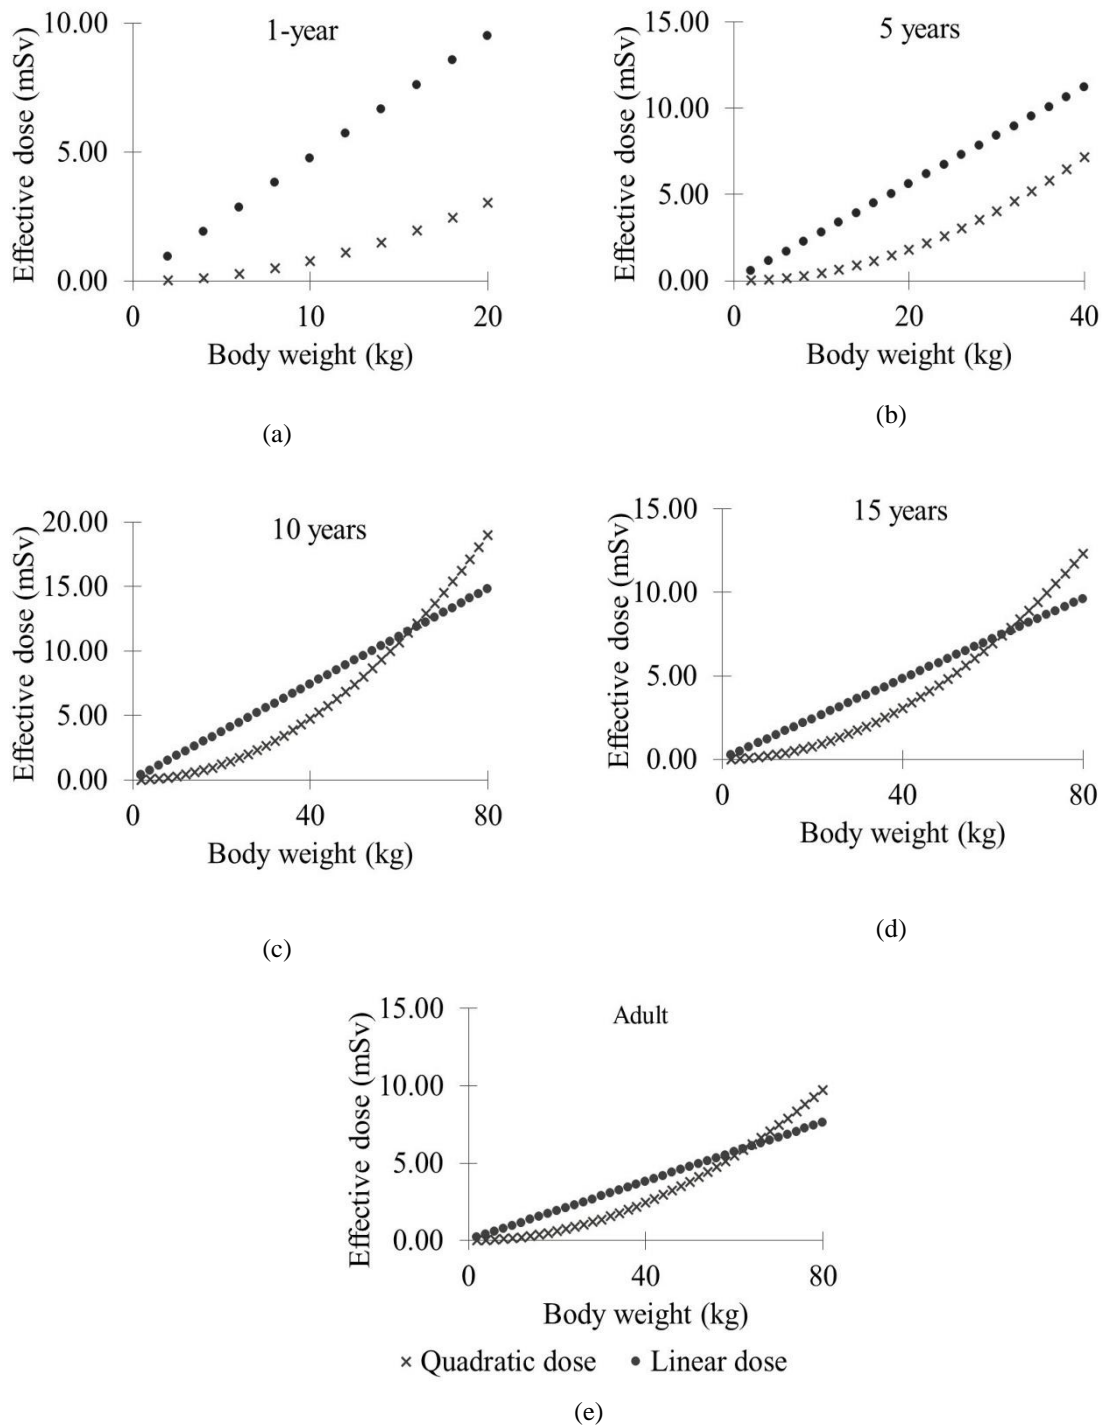 1-year
Effective dose (mSv)
10.00
5.00
0.00
0
10
20
Body weight (kg)
(a)
5 years
Effective dose (mSv)
15.00
10.00
5.00
0.00
0
20
40
Body weight (kg)
(b)
10 years
Effective dose (mSv)
20.00
15.00
10.00
5.00
0.00
0
40
80
Body weight (kg)
(c)
15 years
Effective dose (mSv)
15.00
10.00
5.00
0.00
0
40
80
Body weight (kg)
(d)
Adult
Effective dose (mSv)
15.00
10.00
5.00
0.00
0
40
80
Body weight (kg)
× Quadratic dose • Linear dose
(e)